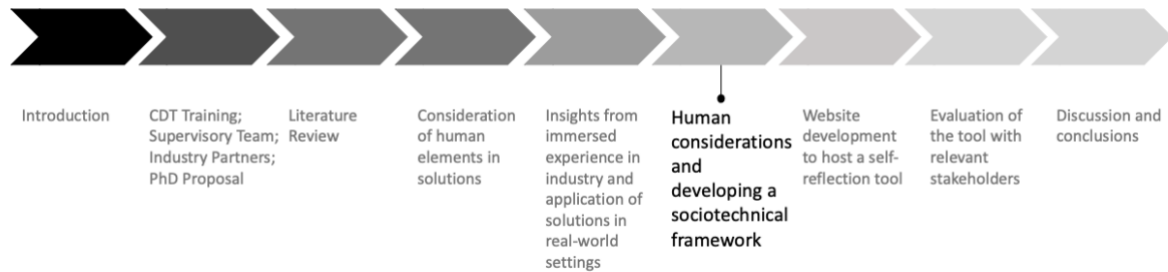 Introduction
CDT Training;
Supervisory Team;
Industry Partners;
PhD Proposal
Literature
Review
Consideration
of human
elements in
solutions
Insights from
immersed
experience in
industry and
application of
solutions in
real-world
settings
Human
considerations
and
developing a
sociotechnical
framework
Website
development
to host a self-
reflection tool
Evaluation of
the tool with
relevant
stakeholders
Discussion and
conclusions